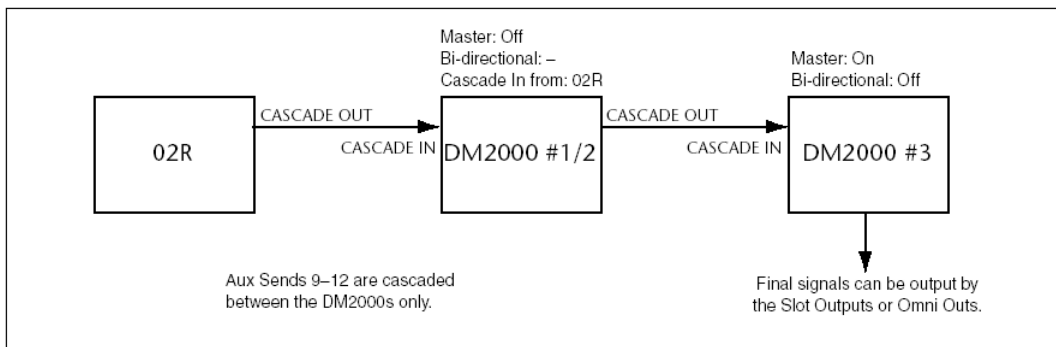 Master: Off
Bi-directional: –
Cascade In from: 02R
Master: On
Bi-directional: Off
CASCADE OUT
CASCADE OUT
02R
CASCADE IN
DM2000 #1/2
CASCADE IN
DM2000 #3
Aux Sends 9–12 are cascaded
between the DM2000s only.
Final signals can be output by
the Slot Outputs or Omni Outs.